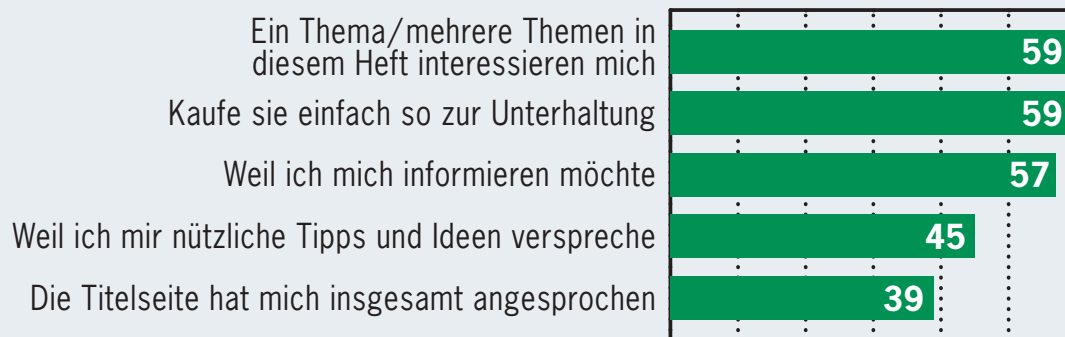 Ein Thema/mehrere Themen in
diesem Heft interessieren mich
59
Kaufe sie einfach so zur Unterhaltung
59
Weil ich mich informieren möchte
57
Weil ich mir nützliche Tipps und Ideen verspreche
45
Die Titelseite hat mich insgesamt angesprochen
39